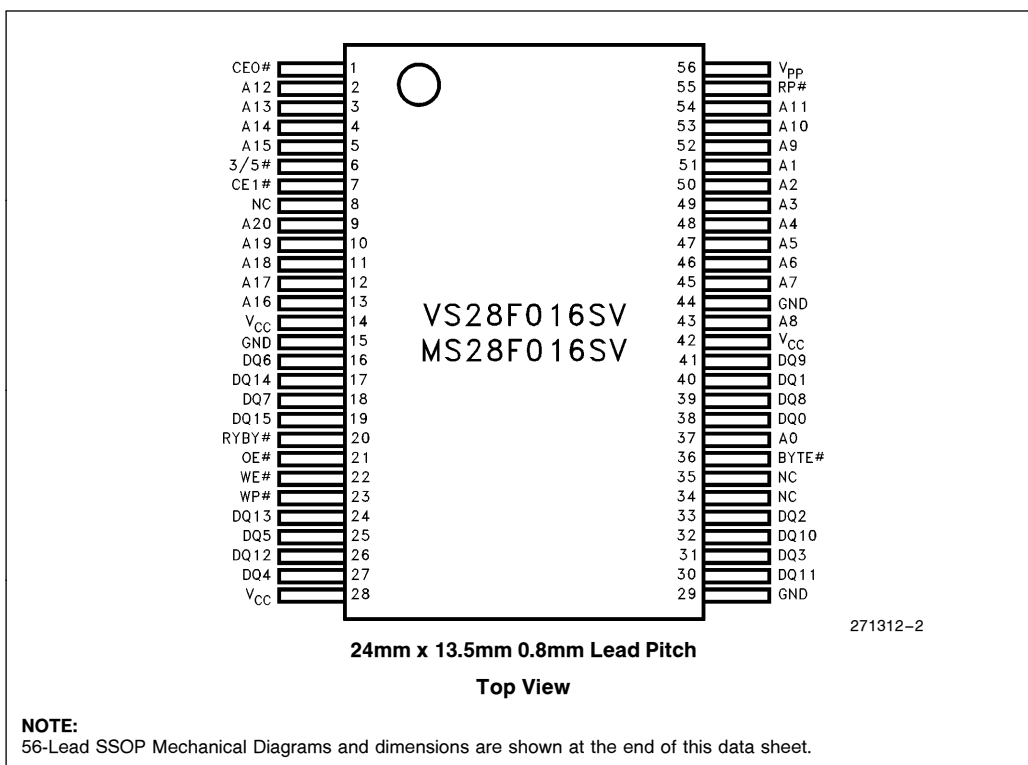 CE0# 1 56 VPP
A12 2 55 RP#
A13 3 54 A11
A14 4 53 A10
A15 5 52 A9
3/5# 6 51 A1
CE1# 7 50 A2
NC 8 49 A3
A20 9 48 A4
A19 10 47 A5
A18 11 46 A6
A17 12 45 A7
A16 13 44 GND
VCC 14 43 A8
GND 15 42 VCC
DQ6 16 41 DQ9
DQ14 17 40 DQ1
DQ7 18 39 DQ8
DQ15 19 38 DQ0
RYBY# 20 37 A0
OE# 21 36 BYTE#
WE# 22 35 NC
WP# 23 34 NC
DQ13 24 33 DQ2
DQ5 25 32 DQ10
DQ12 26 31 DQ3
DQ4 27 30 DQ11
VCC 28 29 GND
VS28F016SV
MS28F016SV
271312–2
24mm x 13.5mm 0.8mm Lead Pitch
Top View
NOTE:
56-Lead SSOP Mechanical Diagrams and dimensions are shown at the end of this data sheet.